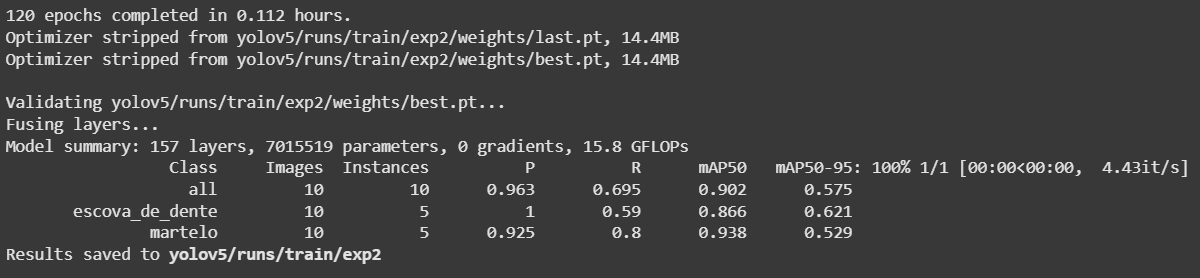 120 epochs completed in 0.112 hours.
Optimizer stripped from yolov5/runs/train/exp2/weights/last.pt, 14.4MB
Optimizer stripped from yolov5/runs/train/exp2/weights/best.pt, 14.4MB
Validating yolov5/runs/train/exp2/weights/best.pt...
Fusing layers...
Model summary: 157 layers, 7015519 parameters, 0 gradients, 15.8 GFLOPs
Class Images Instances P R mAP50 mAP50-95: 100% 1/1 [00:00<00:00, 4.43it/s]
all 10 10 0.963 0.695 0.902 0.575
escova_de_dente 10 5 1 0.59 0.866 0.621
martelo 10 5 0.925 0.8 0.938 0.529
Results saved to yolov5/runs/train/exp2